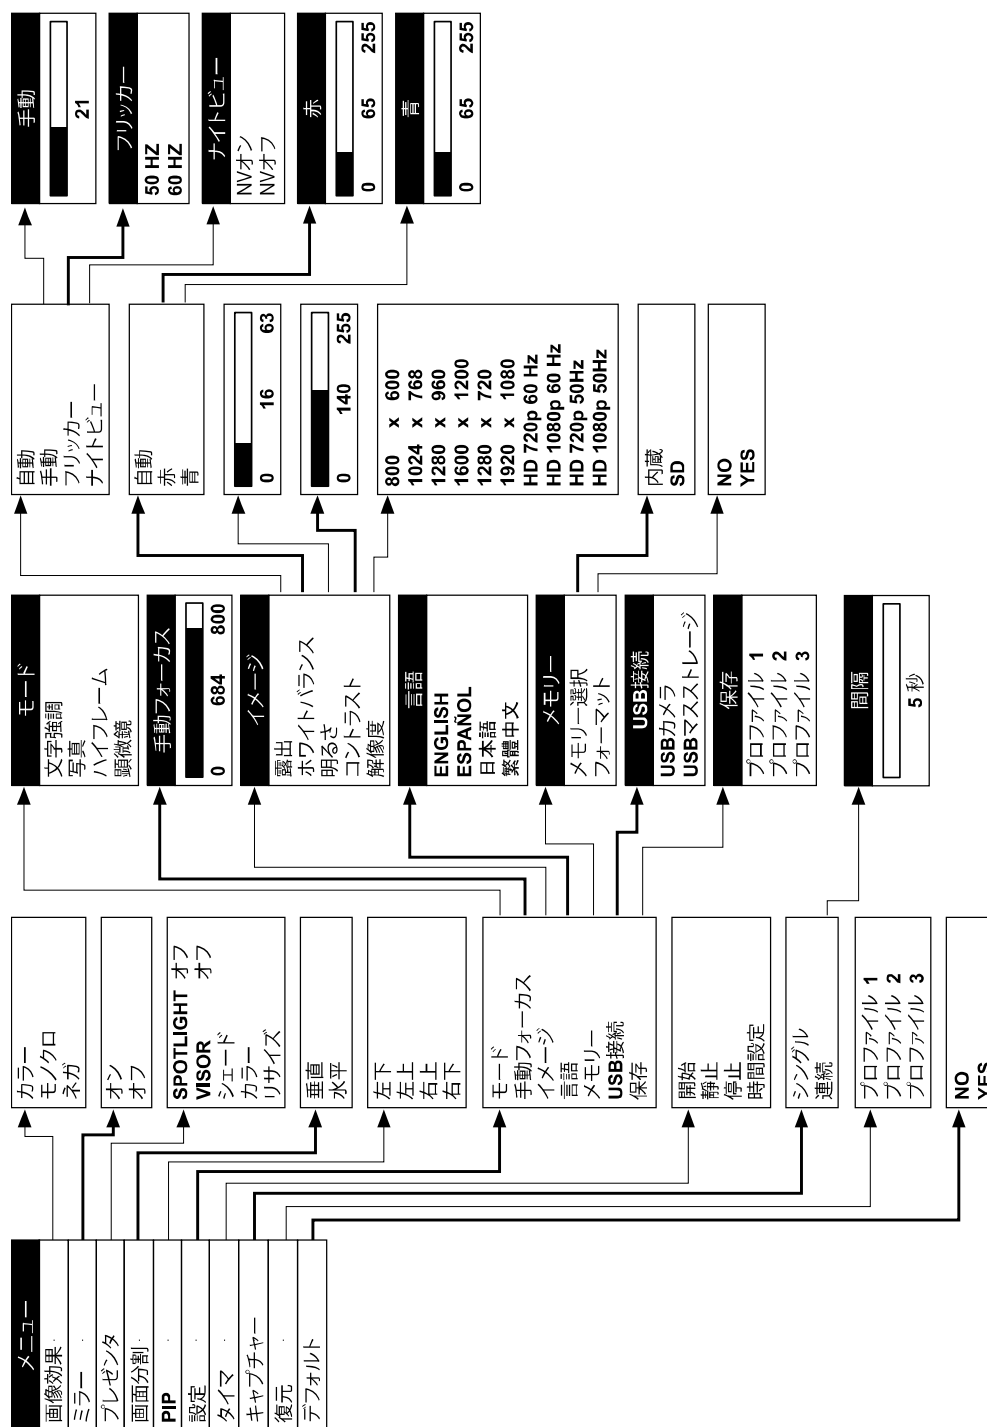 メニュー
画像効果
ミラー
プレゼンタ
画面分割
PIP
設定
タイマ
キャプチャー
復元
デフォルト
カラー
モノクロ
ネガ
オン
オフ
SPOTLIGHT オフ
VISOR オフ
シェード
カラー
リサイズ
垂直
水平
左下
左上
右上
右下
モード
手動フォーカス
イメージ
言語
メモリー
USB接続
保存
開始
靜止
停止
時間設定
シングル
連続
プロファイル 1
プロファイル 2
プロファイル 3
NO
YES
モード
文字強調
写真
ハイフレーム
顕微鏡
手動フォーカス
0 684 800
イメージ
露出
ホワイトバランス
明るさ
コントラスト
解像度
言語
ENGLISH
ESPAÑOL
日本語
繁體中文
メモリー
メモリー選択
フォーマット
USB接続
USBカメラ
USBマスストレージ
保存
プロファイル 1
プロファイル 2
プロファイル 3
間隔
5 秒
自動
手動
フリッカー
ナイトビュー
自動
赤
青
0 16 63
0 140 255
800 x 600
1024 x 768
1280 x 960
1600 x 1200
1280 x 720
1920 x 1080
HD 720p 60 Hz
HD 1080p 60 Hz
HD 720p 50Hz
HD 1080p 50Hz
内蔵
SD
NO
YES
手動
21
フリッカー
50 HZ
60 HZ
ナイトビュー
NVオン
NVオフ
赤
0 65 255
青
0 65 255